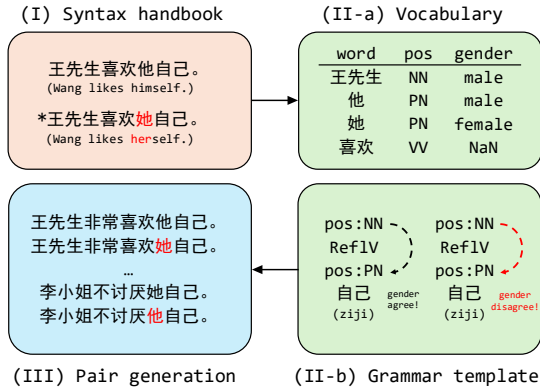 (I) Syntax handbook
王先生喜欢他自己。
(Wang likes himself.)
*王先生喜欢她自己。
(Wang likes herself.)
(II-a) Vocabulary
word pos gender
王先生 NN male
他 PN male
她 PN female
喜欢 VV NaN
王先生非常喜欢他自己。
王先生非常喜欢她自己。
…
李小姐不讨厌她自己。
李小姐不讨厌他自己。
(III) Pair generation
pos:NN pos:NN
ReflV ReflV
pos:PN pos:PN
自己 gender agree! 自己 gender disagree!
(ziji) (ziji)
(II-b) Grammar template